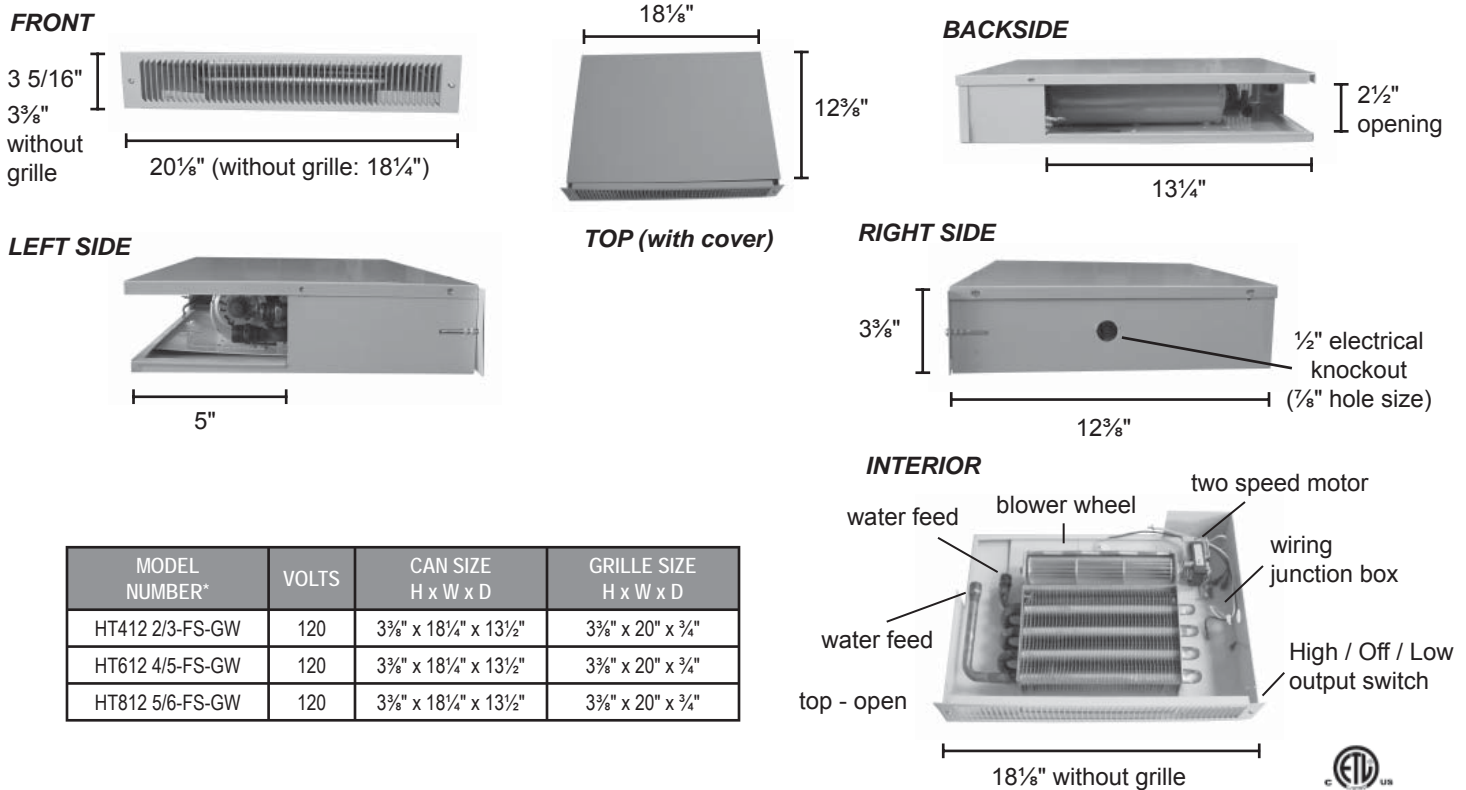 FRONT
3 5/16"
3⅜"
without
grille
20⅛" (without grille: 18¼")
18⅛"
12⅜"
TOP (with cover)
BACKSIDE
2½"
opening
13¼"
LEFT SIDE
5"
RIGHT SIDE
3⅜"
½" electrical
knockout
(⅞" hole size)
12⅜"
MODEL NUMBER* VOLTS CAN SIZE H x W x D GRILLE SIZE H x W x D
HT412 2/3-FS-GW 120 3⅜" x 18¼" x 13½" 3⅜" x 20" x ¾"
HT612 4/5-FS-GW 120 3⅜" x 18¼" x 13½" 3⅜" x 20" x ¾"
HT812 5/6-FS-GW 120 3⅜" x 18¼" x 13½" 3⅜" x 20" x ¾"
INTERIOR
water feed
blower wheel
two speed motor
wiring
junction box
water feed
High / Off / Low
output switch
top - open
18⅛" without grille
c ETL us